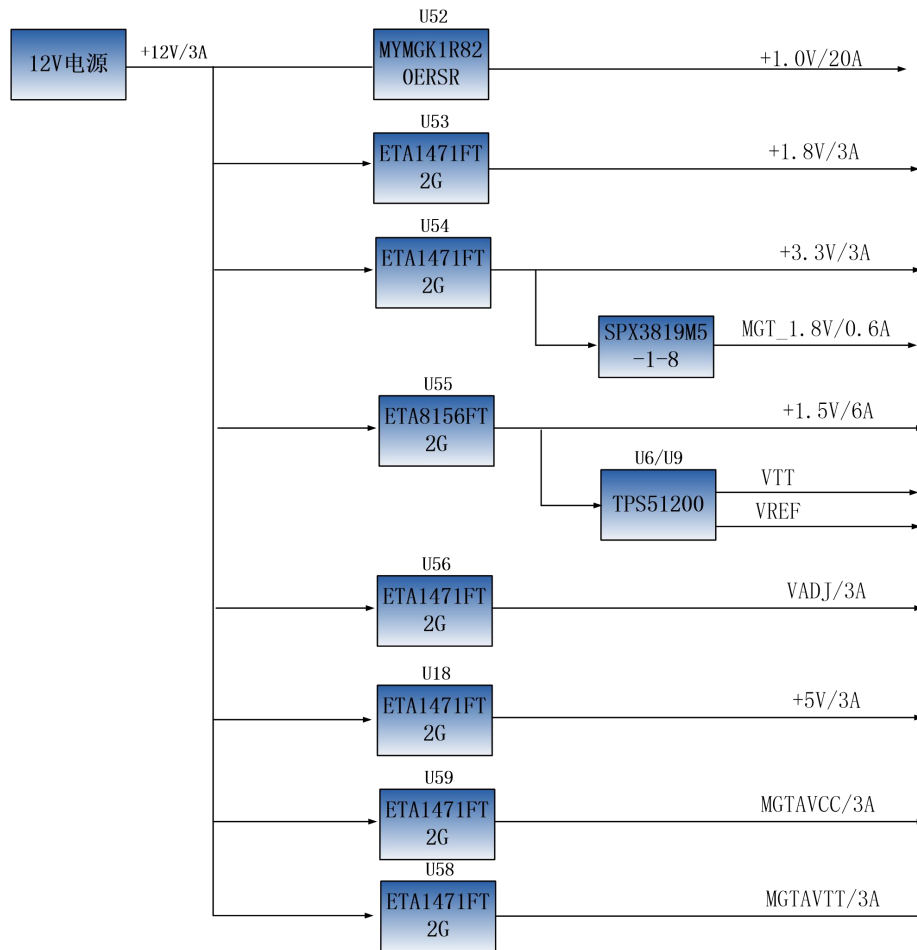 U52
12V电源
+12V/3A
MYMGK1R82
0ERSR
+1.0V/20A
U53
ETA1471FT
2G
+1.8V/3A
U54
ETA1471FT
2G
+3.3V/3A
SPX3819M5
-1-8
MGT_1.8V/0.6A
U55
ETA8156FT
2G
+1.5V/6A
U6/U9
TPS51200
VTT
VREF
U56
ETA1471FT
2G
VADJ/3A
U18
ETA1471FT
2G
+5V/3A
U59
ETA1471FT
2G
MGTAVCC/3A
U58
ETA1471FT
2G
MGTAVTT/3A